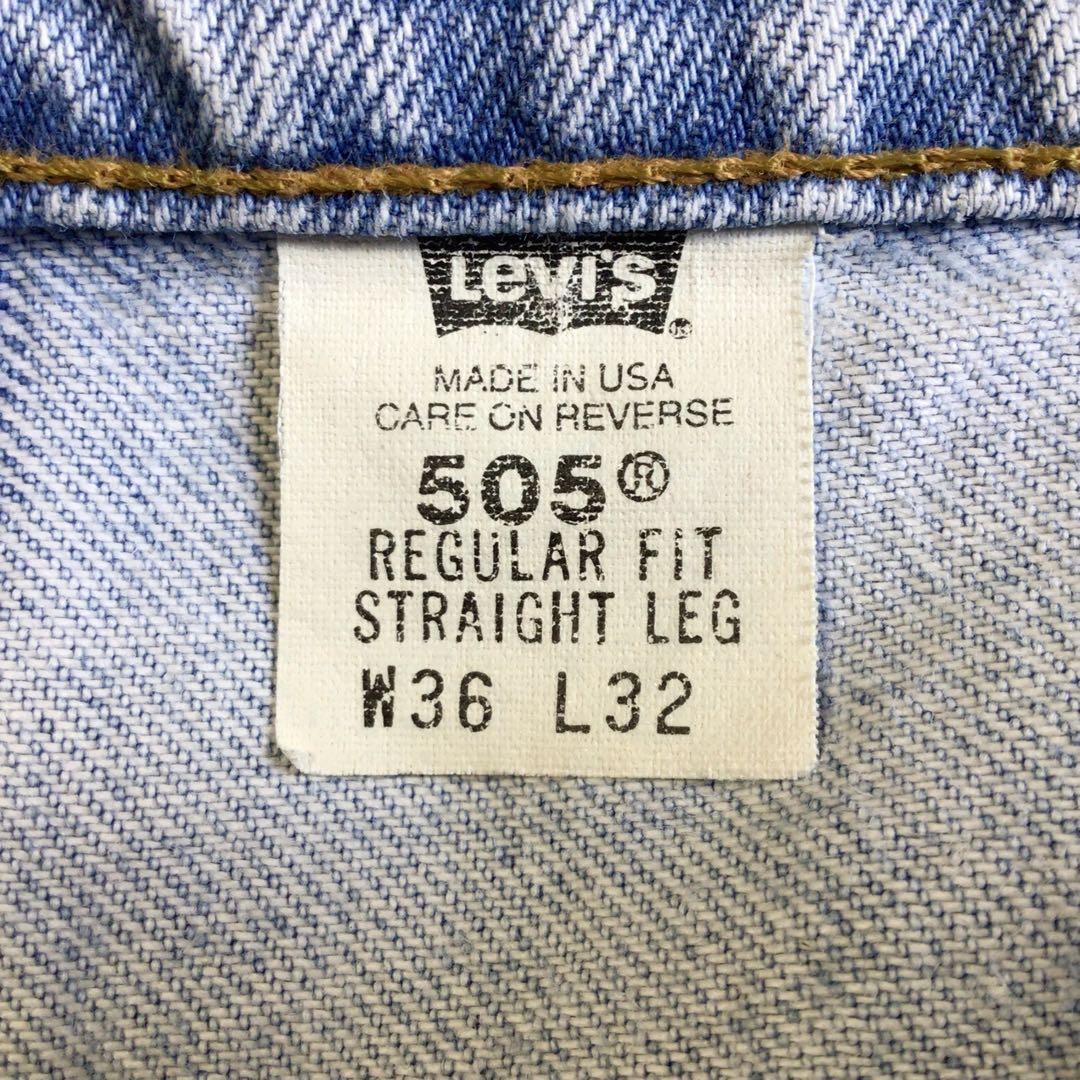 Levi's®
MADE IN USA
CARE ON REVERSE
505®
REGULAR FIT
STRAIGHT LEG
W36 L32